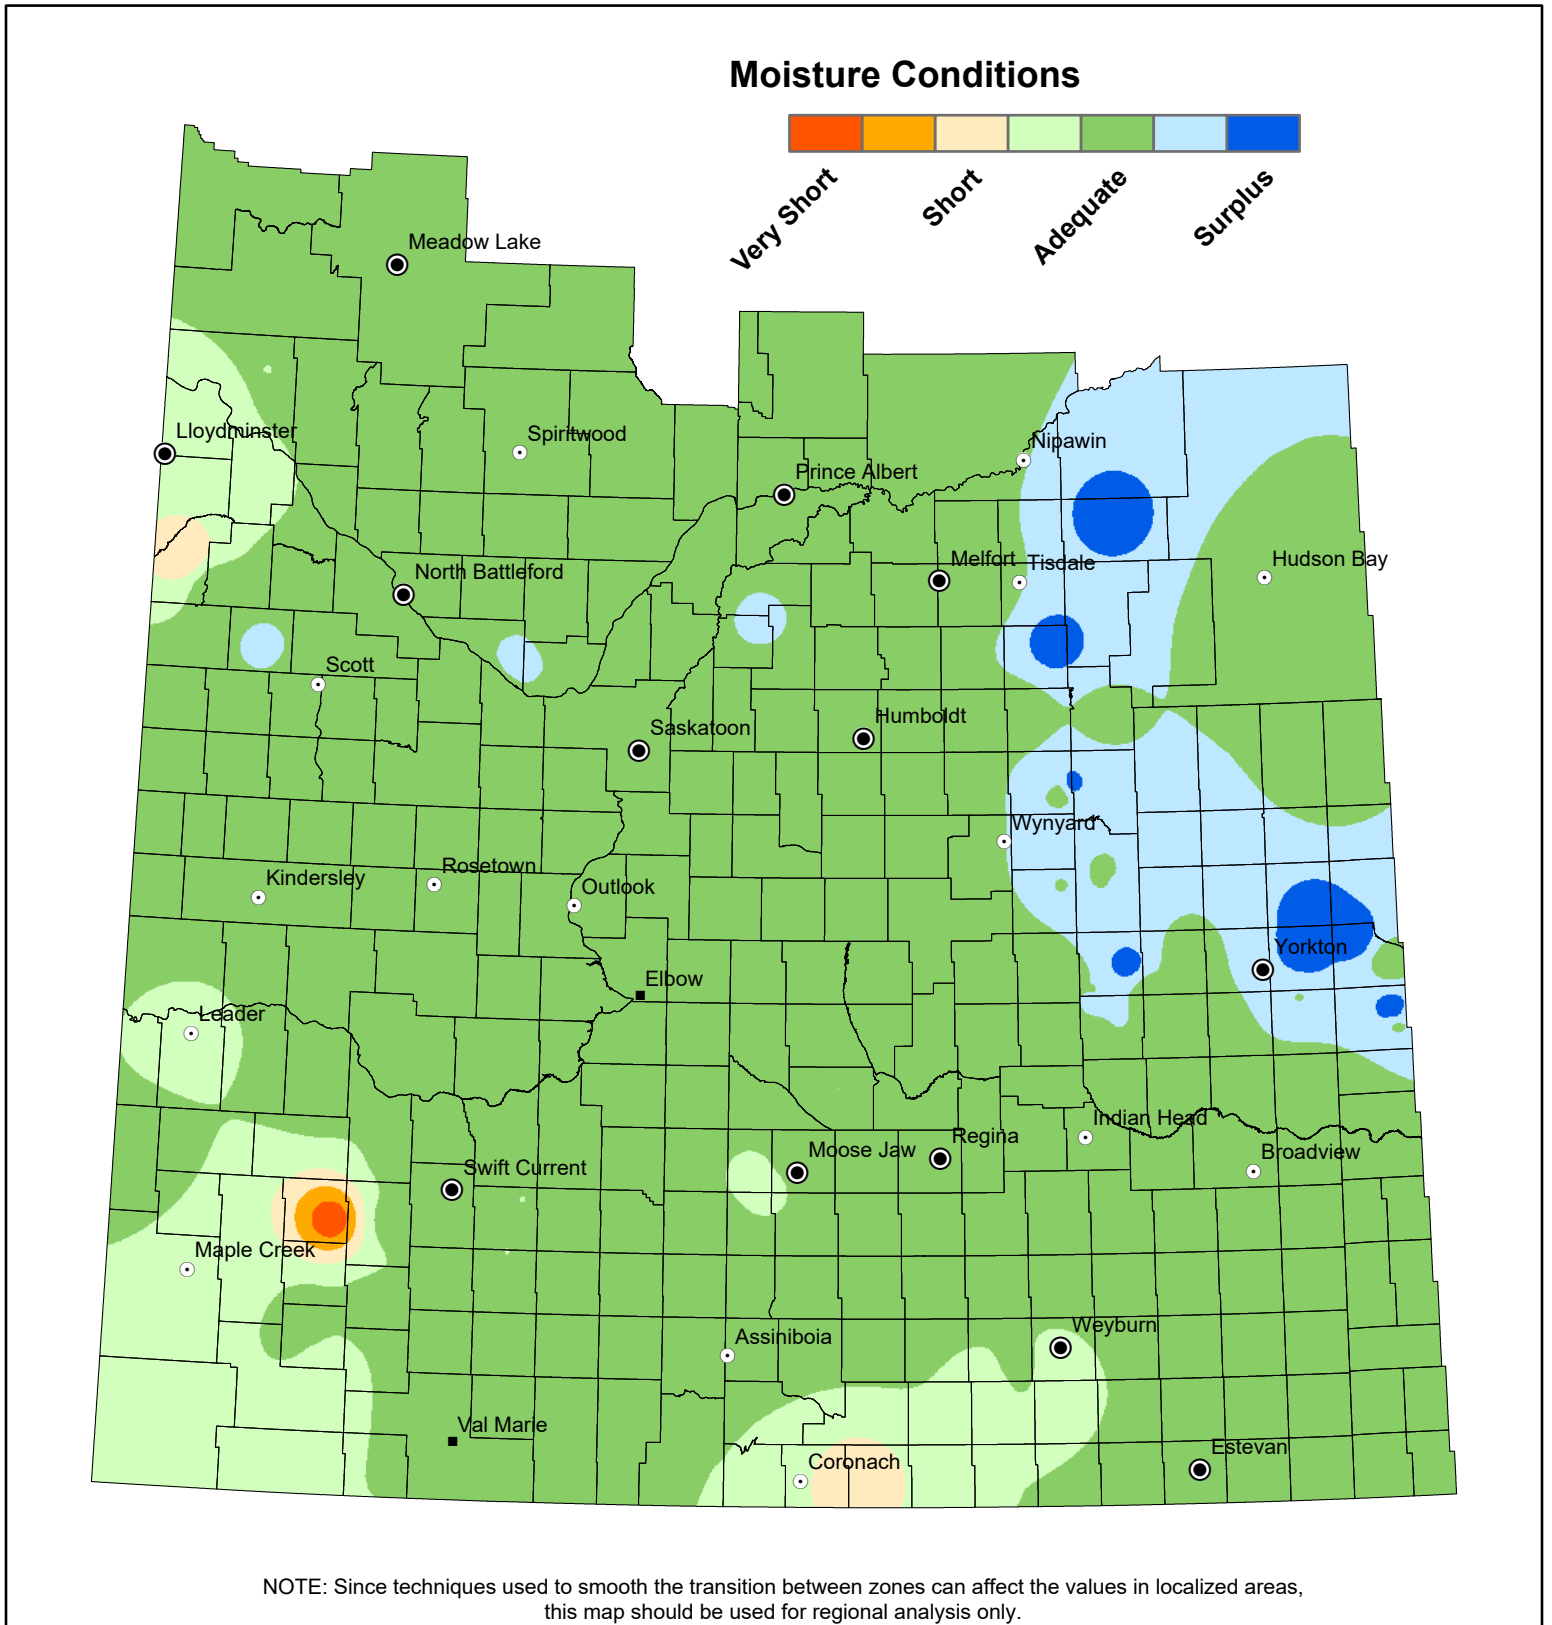 Moisture Conditions
Very Short
Short
Adequate
Surplus
Meadow Lake
Lloydminster
Spiritwood
Nipawin
Prince Albert
North Battleford
Melfort
Tisdale
Hudson Bay
Scott
Saskatoon
Humboldt
Wynyard
Kindersley
Rosetown
Outlook
Yorkton
Elbow
Leader
Indian Head
Swift Current
Moose Jaw
Regina
Broadview
Maple Creek
Assiniboia
Weyburn
Val Marie
Coronach
Estevan
NOTE: Since techniques used to smooth the transition between zones can affect the values in localized areas,
this map should be used for regional analysis only.